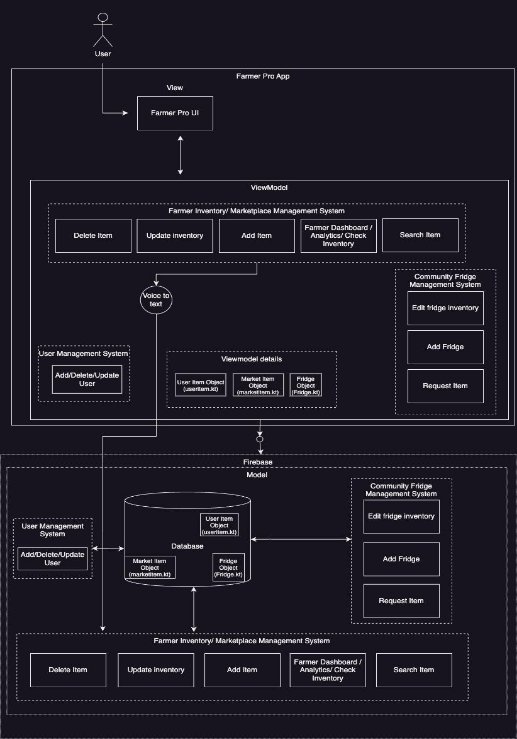 User
Farmer Pro App
View
Farmer Pro UI
ViewModel
Farmer Inventory/ Marketplace Management System
Delete Item
Update inventory
Add Item
Farmer Dashboard /
Analytics/ Check
Inventory
Search Item
Voice to
text
Community Fridge
Management System
Edit fridge inventory
Add Fridge
Request Item
User Management System
Add/Delete/Update
User
Viewmodel details
User Item Object
(useritem.kt)
Market Item
Object
(marketitem.kt)
Fridge
Object
(Fridge.kt)
Firebase
Model
User Management
System
Add/Delete/Update
User
User Item
Object
(useritem.kt)
Database
Market Item
Object
(marketitem.kt)
Fridge
Object
(Fridge.kt)
Community Fridge
Management System
Edit fridge inventory
Add Fridge
Request Item
Farmer Inventory/ Marketplace Management System
Delete Item
Update inventory
Add Item
Farmer Dashboard /
Analytics/ Check
Inventory
Search Item